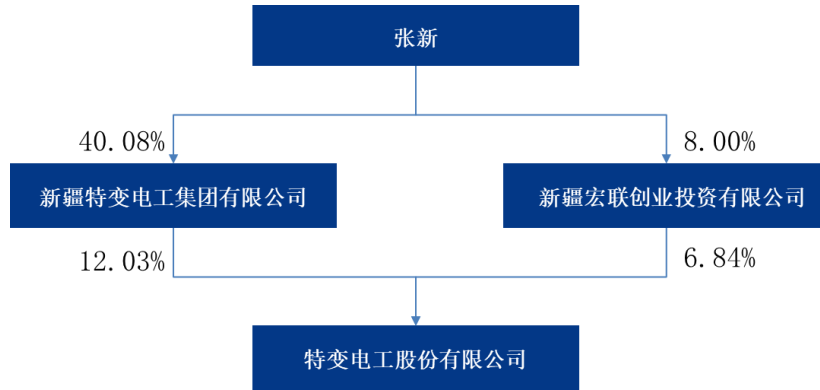 张新
40.08%
8.00%
新疆特变电工集团有限公司
新疆宏联创业投资有限公司
12.03%
6.84%
特变电工股份有限公司